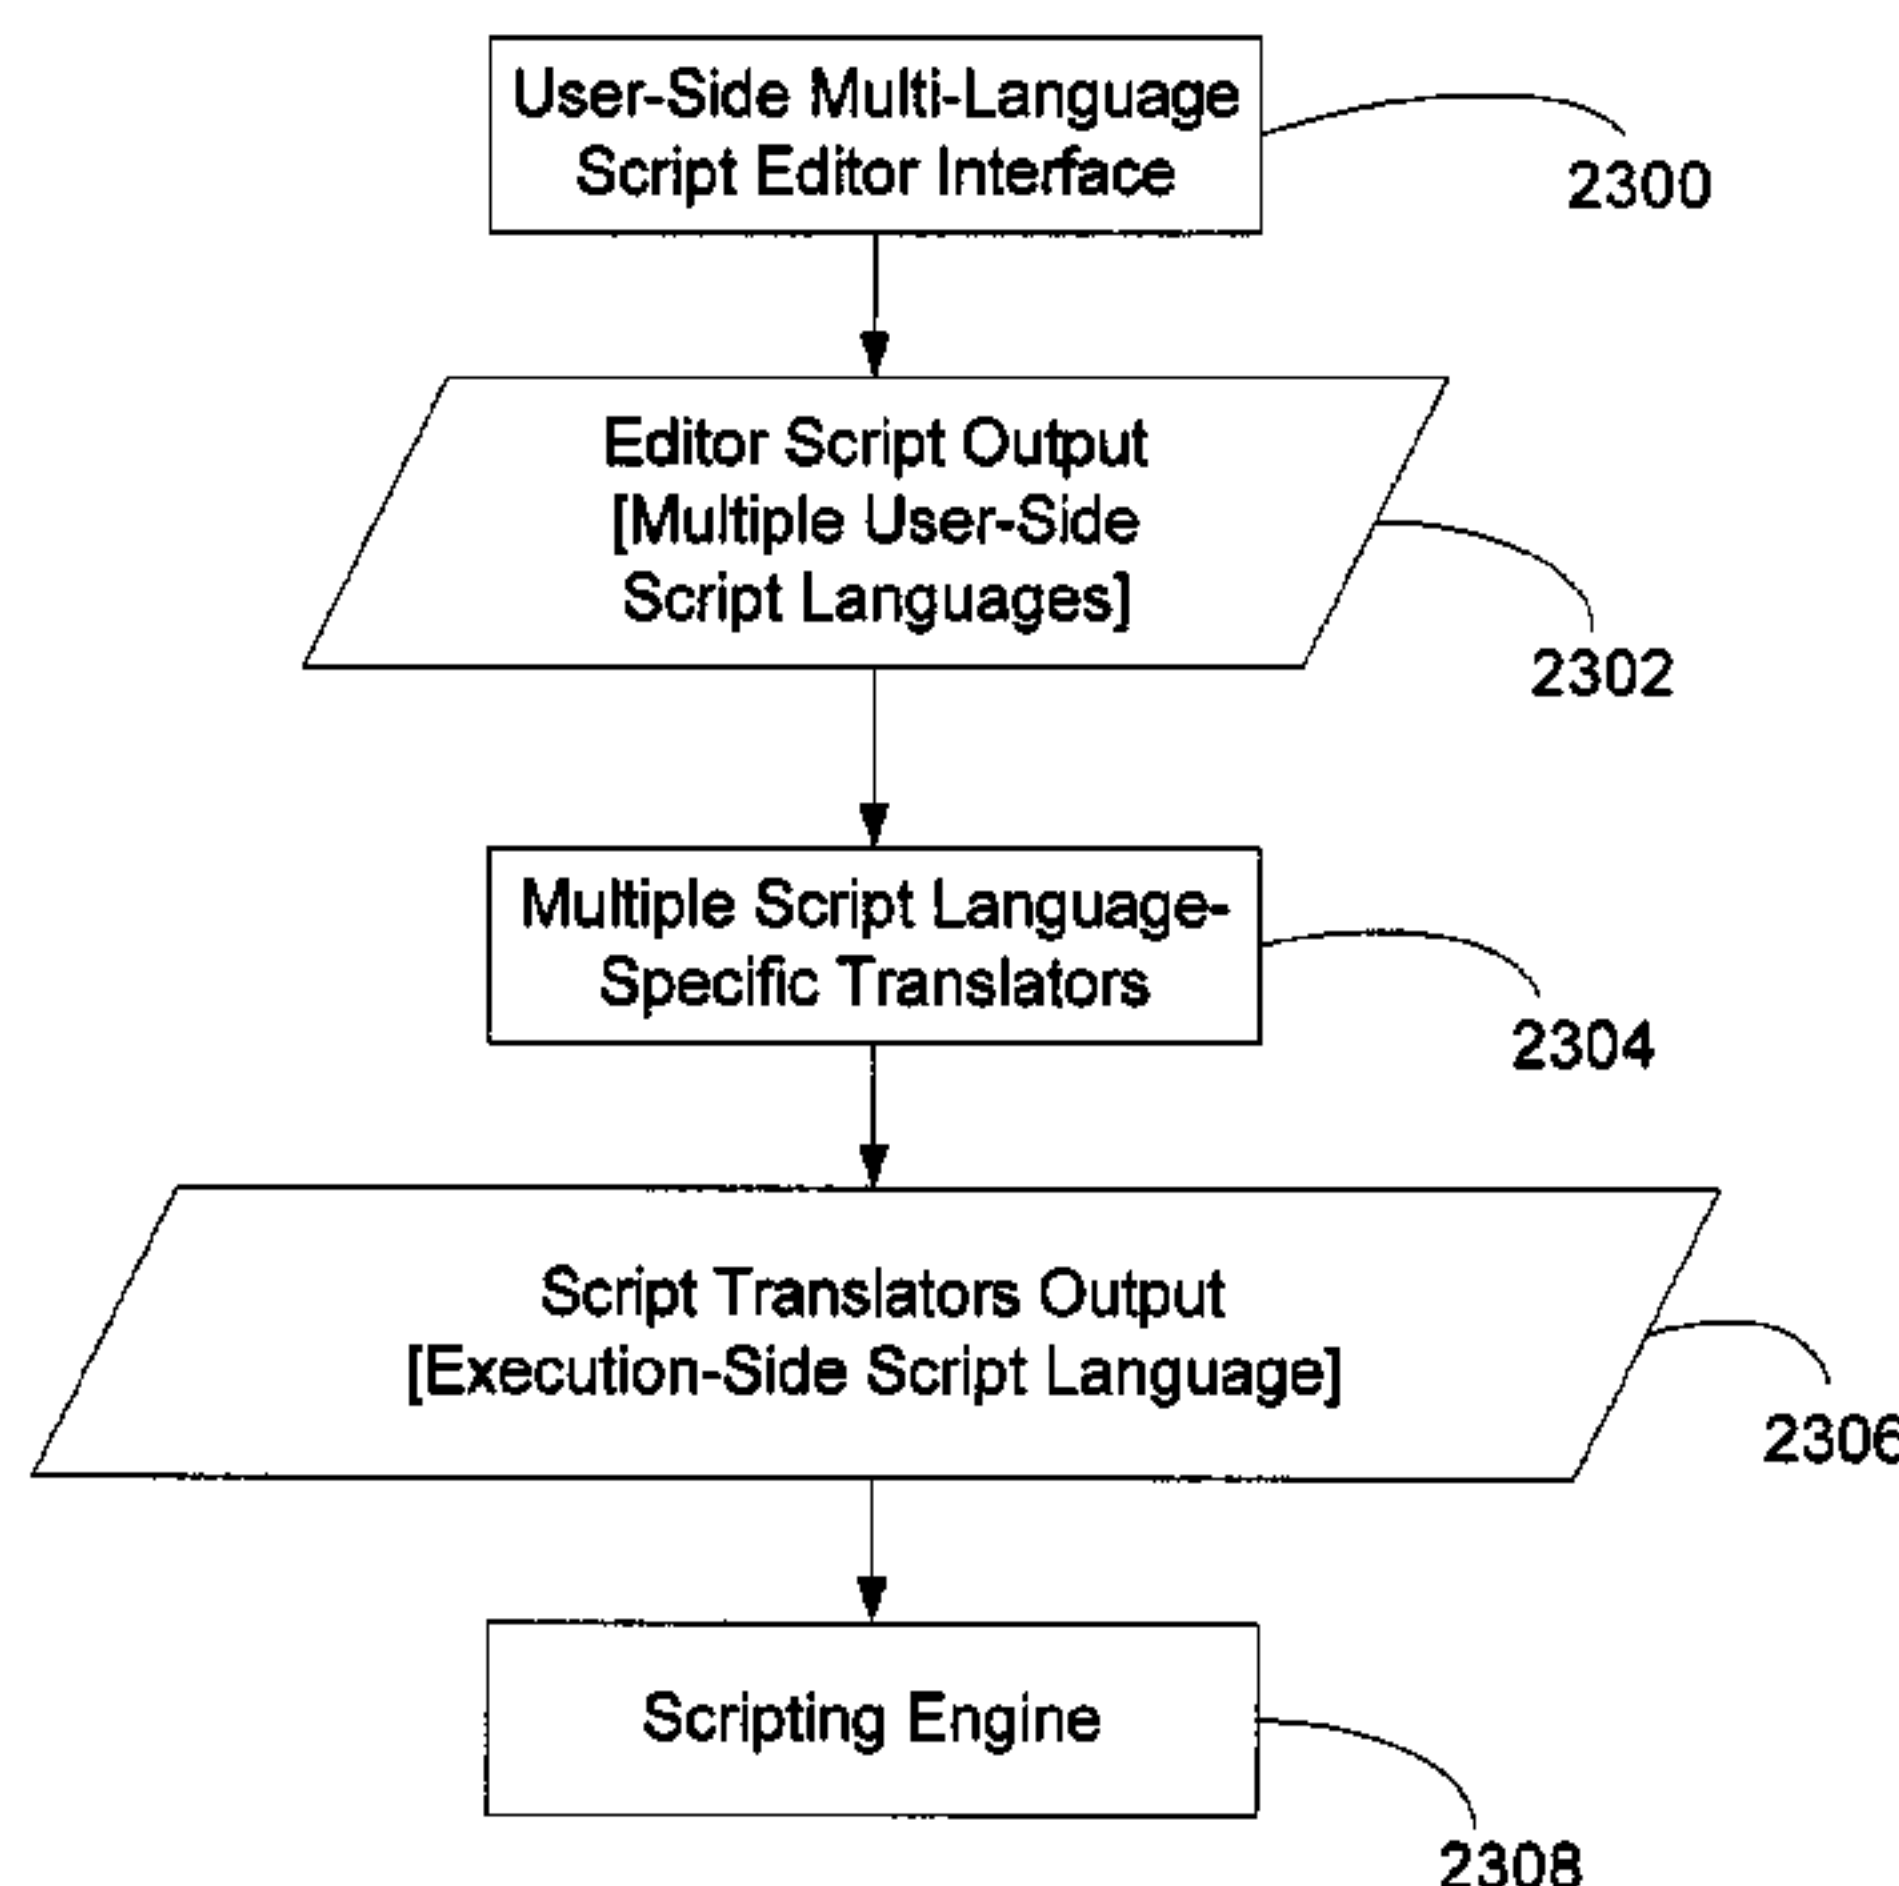 User-Side Multi-Language
Script Editor Interface
2300
Editor Script Output
[Multiple User-Side
Script Languages]
2302
Multiple Script Language-
Specific Translators
2304
Script Translators Output
[Execution-Side Script Language]
2306
Scripting Engine
2308